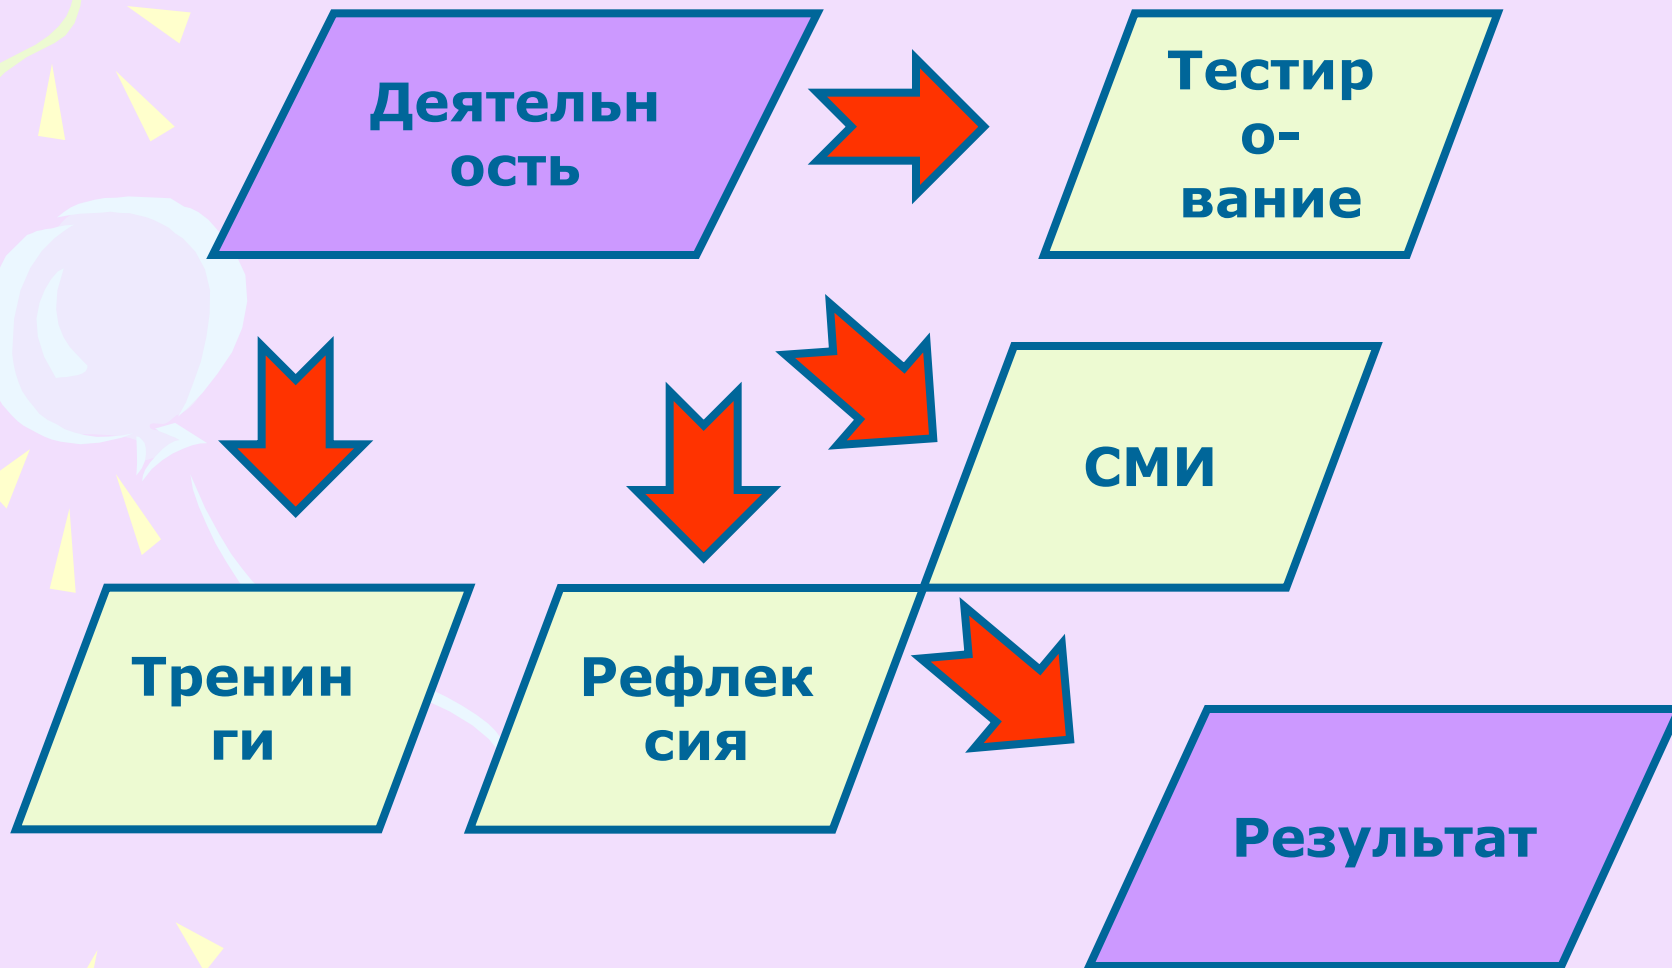 Деятельн
ость
Тестир
о-
вание
СМИ
Тренин
ги
Рефлек
сия
Результат